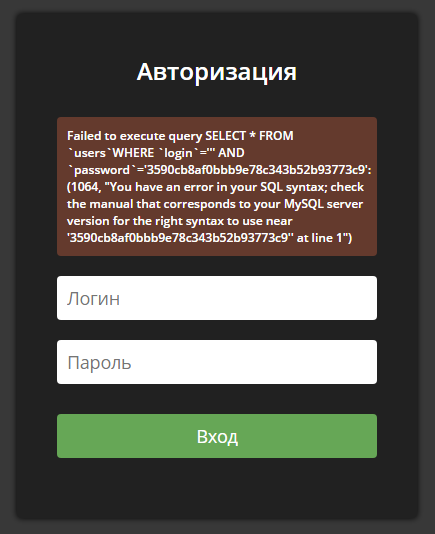 Авторизация
Failed to execute query SELECT * FROM
`users`WHERE `login`=''' AND
`password`='3590cb8af0bbb9e78c343b52b93773c9':
(1064, "You have an error in your SQL syntax; check
the manual that corresponds to your MySQL server
version for the right syntax to use near
'3590cb8af0bbb9e78c343b52b93773c9'' at line 1")
Логин
Пароль
Вход